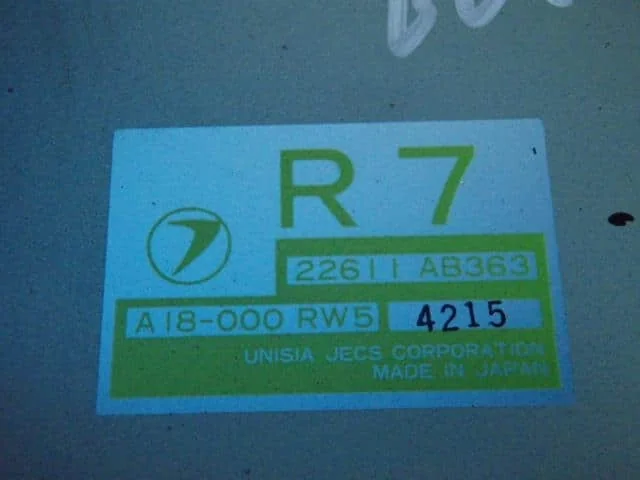 R 7
22611 AB363
A18-000 RW5 4215
UNISIA JECS CORPORATION
MADE IN JAPAN